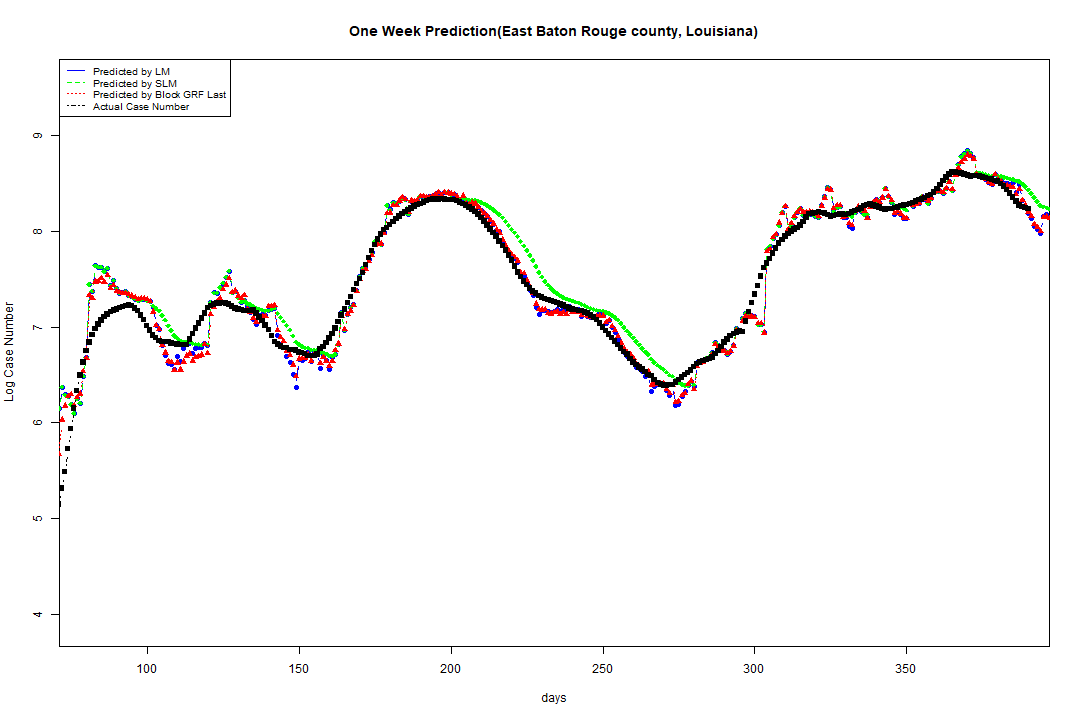 One Week Prediction(East Baton Rouge county, Louisiana)
Predicted by LM
Predicted by SLM
Predicted by Block GRF Last
Actual Case Number
9
8
7
6
5
4
Log Case Number
100 150 200 250 300 350
days